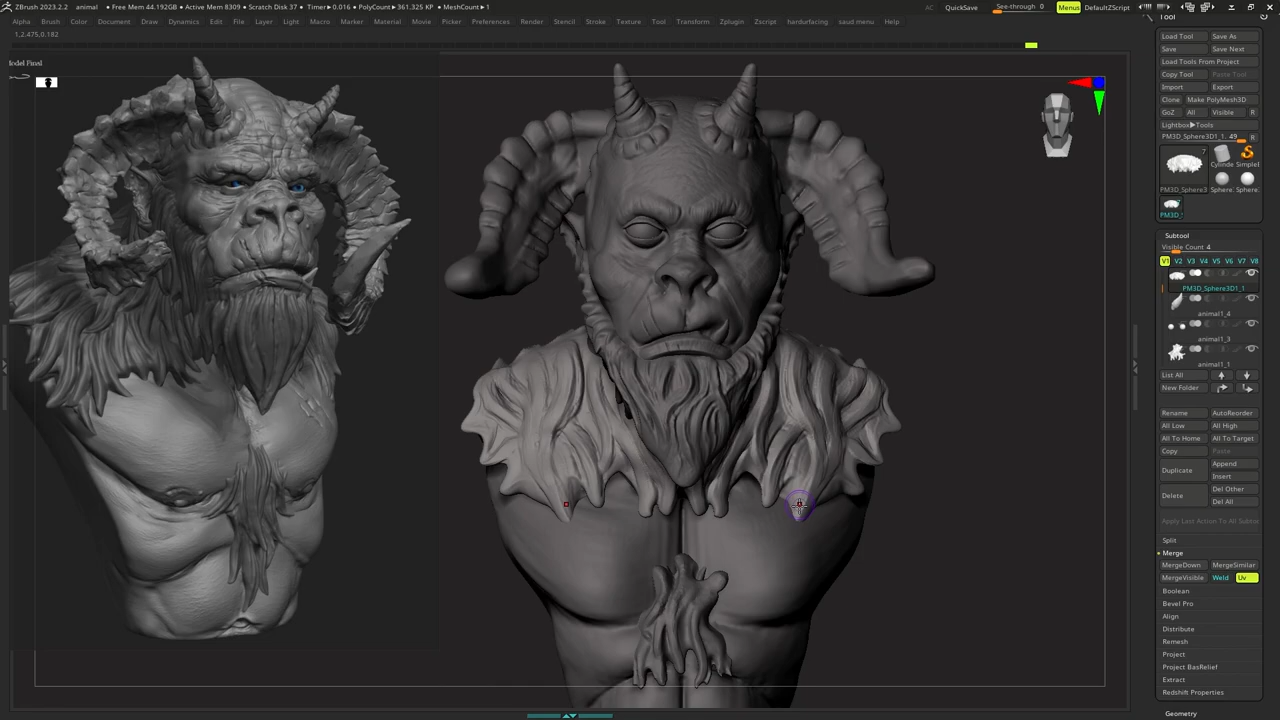 ZBrush 2023.2.2 animal • Free Mem 44.192GB • Active Mem 8309 • Scratch Disk 37 • Timer▶0.016 • PolyCount▶361.325 KP • MeshCount▶1 AC QuickSave See-through 0 Menus DefaultZScript
Alpha Brush Color Document Draw Dynamics Edit File Layer Light Macro Marker Material Movie Picker Preferences Render Stencil Stroke Texture Tool Transform Zplugin Zscript hardurfacing saud menu Help
1,2.475,0.185
odel Final
Tool
Load Tool Save As
Save Save Next
Load Tools From Project
Copy Tool Paste Tool
Import Export
Clone Make PolyMesh3D
GoZ All Visible R
Lightbox▶Tools
PM3D_Sphere3D1_1. 49 R
7
Cylinde SimpleB
PM3D_Sphere3 Sphere Sphere
PM3D_
Subtool
Visible Count 4
V1 V2 V3 V4 V5 V6 V7 V8
PM3D_Sphere3D1_1
animal1_4
animal1_3
animal1_1
List All
New Folder
Rename AutoReorder
All Low All High
All To Home All To Target
Copy Paste
Duplicate Append
Insert
Delete Del Other
Del All
Apply Last Action To All Subtoo
Split
Merge
MergeDown MergeSimilar
MergeVisible Weld Uv
Boolean
Bevel Pro
Align
Distribute
Remesh
Project
Project BasRelief
Extract
Redshift Properties
Geometry